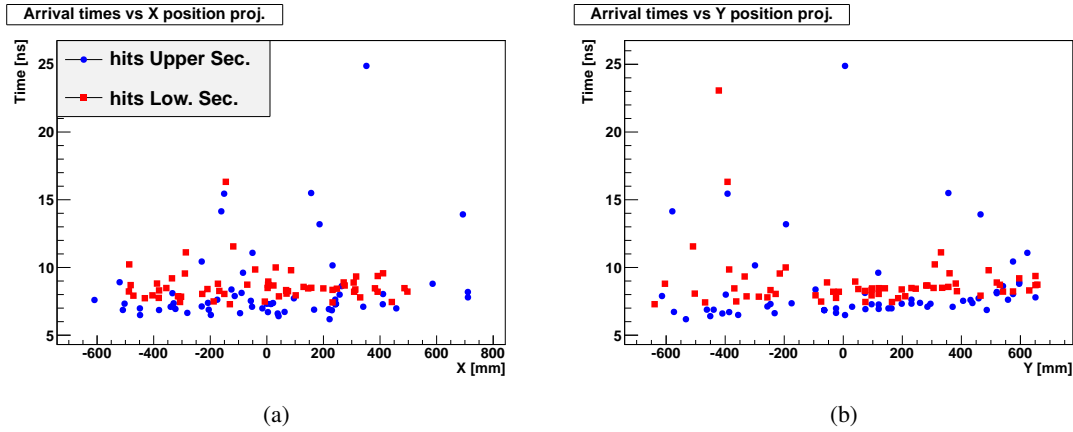 Arrival times vs X position proj.
Time [ns]
hits Upper Sec.
hits Low. Sec.
25
20
15
10
5
-600 -400 -200 0 200 400 600 800
X [mm]
(a)
Arrival times vs Y position proj.
Time [ns]
25
20
15
10
5
-600 -400 -200 0 200 400 600
Y [mm]
(b)